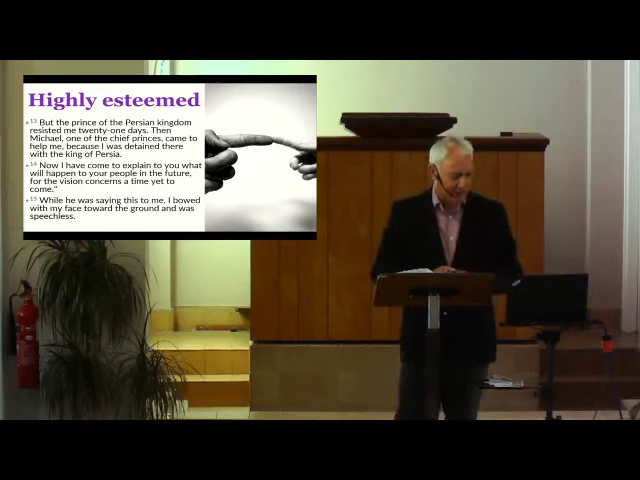 Highly esteemed
13 But the prince of the Persian kingdom
resisted me twenty-one days. Then
Michael, one of the chief princes, came to
help me, because I was detained there
with the king of Persia.
14 Now I have come to explain to you what
will happen to your people in the future,
for the vision concerns a time yet to
come."
15 While he was saying this to me, I bowed
with my face toward the ground and was
speechless.